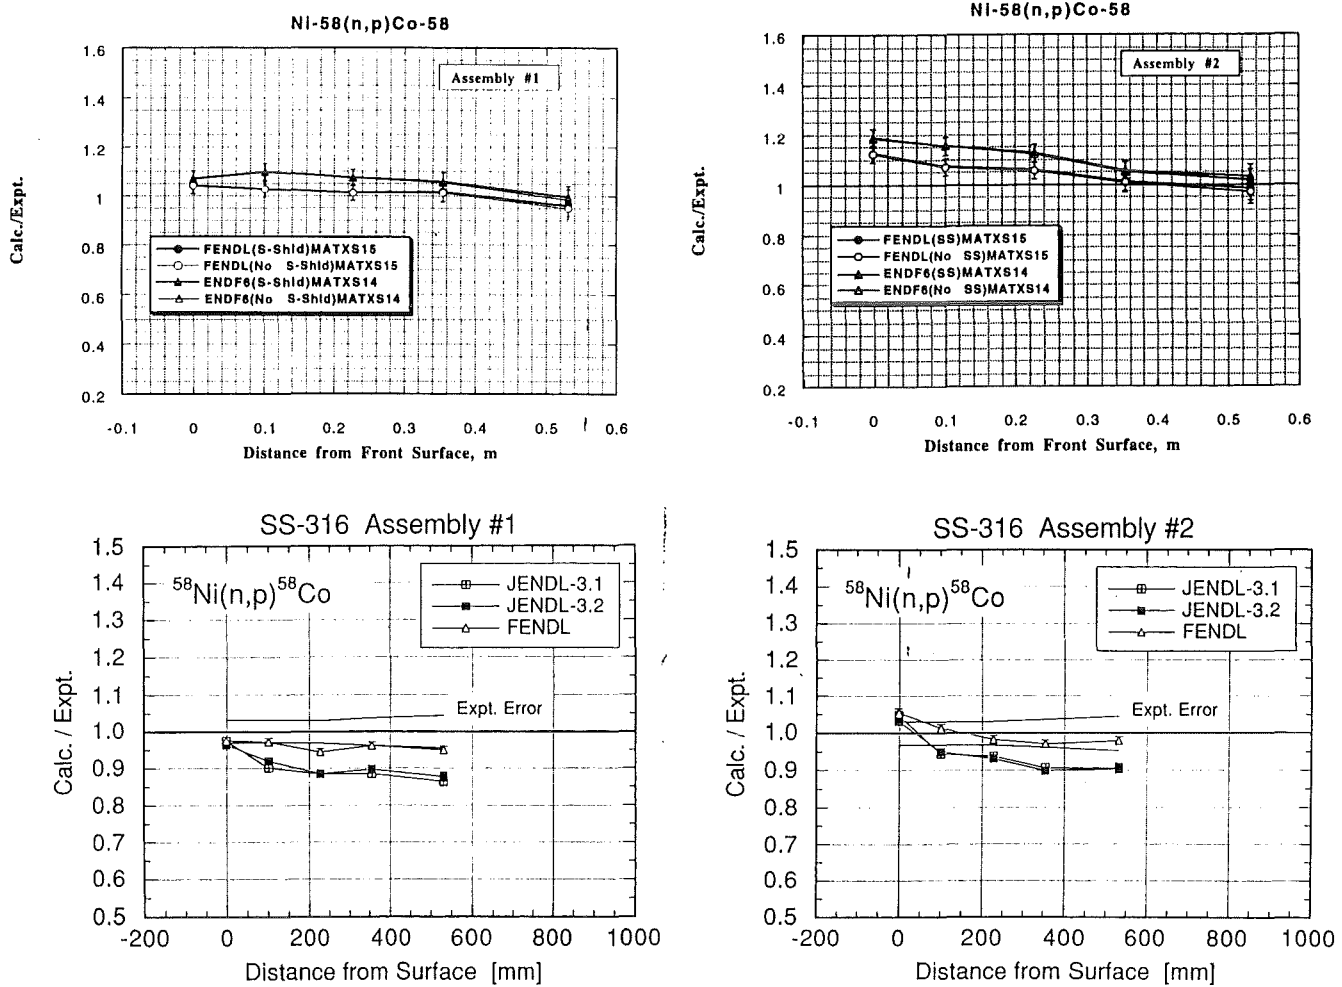 Ni-58(n,p)Co-58
1.6
1.4
1.2
1
0.8
0.6
0.4
0.2
Calc./Expt.
Assembly #1
FENDL(S-Shld)MATXS15
FENDL(No S-Shld)MATXS15
ENDF6(S-Shld)MATXS14
ENDF6(No S-Shld)MATXS14
-0.1 0 0.1 0.2 0.3 0.4 0.5 0.6
Distance from Front Surface, m
Ni-58(n,p)Co-58
1.6
1.4
1.2
1
0.8
0.6
0.4
0.2
Calc./Expt.
Assembly #2
FENDL(SS)MATXS15
FENDL(No SS)MATXS15
ENDF6(SS)MATXS14
ENDF6(No SS)MATXS14
-0.1 0 0.1 0.2 0.3 0.4 0.5 0.6
Distance from Front Surface, m
SS-316 Assembly #1
1.5
1.4
1.3
1.2
1.1
1.0
0.9
0.8
0.7
0.6
0.5
Calc. / Expt.
⁵⁸Ni(n,p)⁵⁸Co
JENDL-3.1
JENDL-3.2
FENDL
Expt. Error
-200 0 200 400 600 800 1000
Distance from Surface [mm]
SS-316 Assembly #2
1.5
1.4
1.3
1.2
1.1
1.0
0.9
0.8
0.7
0.6
0.5
Calc. / Expt.
⁵⁸Ni(n,p)⁵⁸Co
JENDL-3.1
JENDL-3.2
FENDL
Expt. Error
-200 0 200 400 600 800 1000
Distance from Surface [mm]